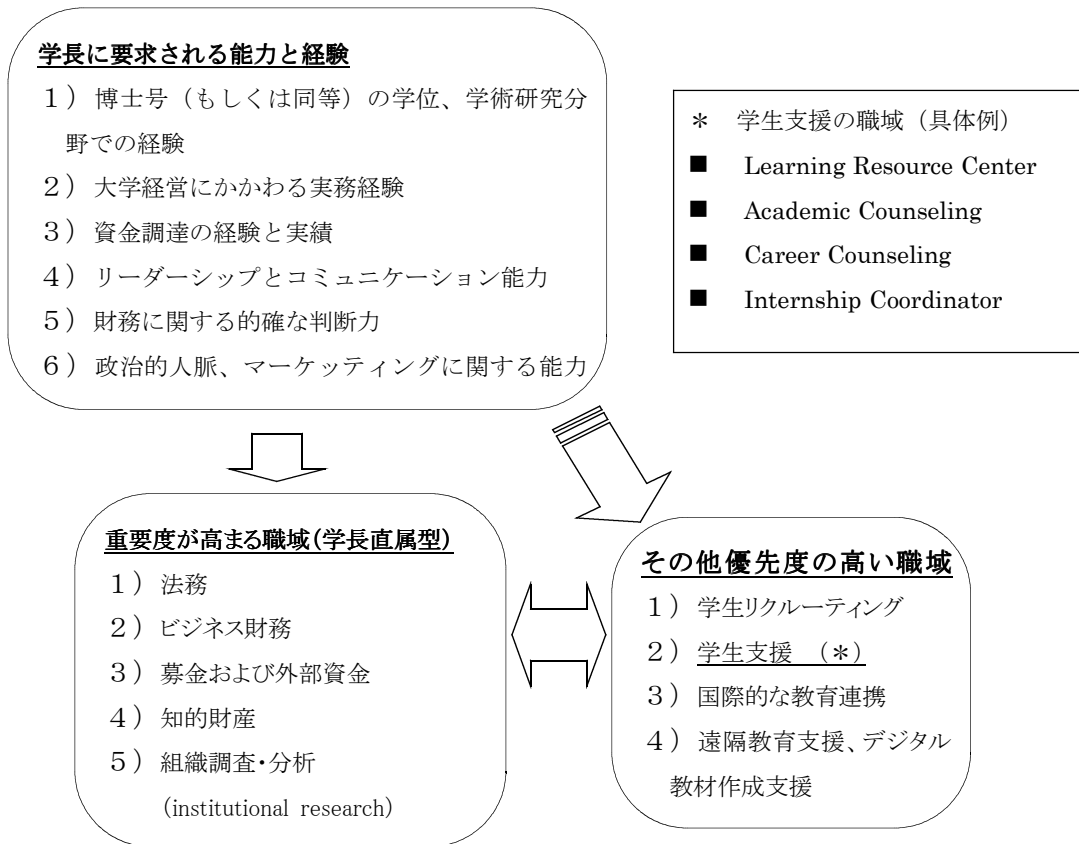 学長に要求される能力と経験
1）博士号（もしくは同等）の学位、学術研究分
野での経験
2）大学経営にかかわる実務経験
3）資金調達の経験と実績
4）リーダーシップとコミュニケーション能力
5）財務に関する的確な判断力
6）政治的人脈、マーケッティングに関する能力
＊ 学生支援の職域（具体例）
■ Learning Resource Center
■ Academic Counseling
■ Career Counseling
■ Internship Coordinator
重要度が高まる職域(学長直属型)
1）法務
2）ビジネス財務
3）募金および外部資金
4）知的財産
5）組織調査・分析
(institutional research)
その他優先度の高い職域
1）学生リクルーティング
2）学生支援 （＊）
3）国際的な教育連携
4）遠隔教育支援、デジタル
教材作成支援